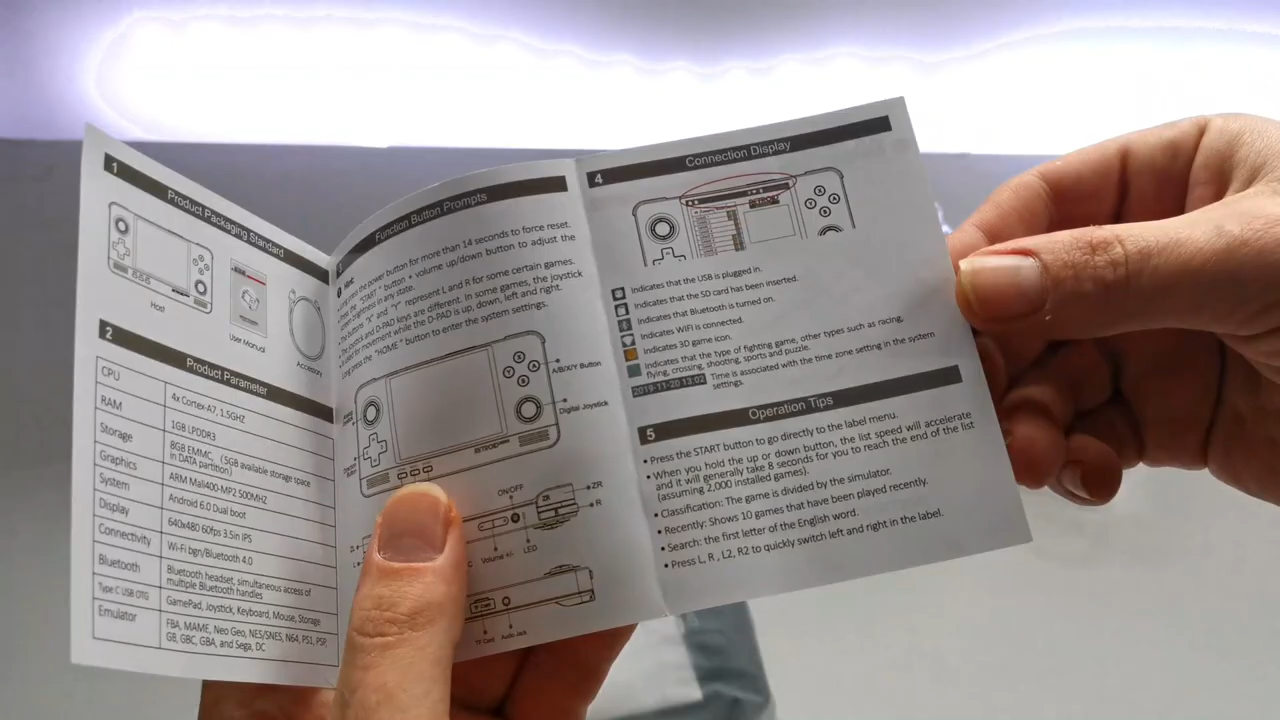 1
Product Packaging Standard
Host
User Manual
Accessory
2
Product Parameter
CPU
4x Cortex-A7, 1.5GHZ
RAM
1GB LPDDR3
Storage
8GB EMMC, (5GB available storage space
in DATA partition)
Graphics
ARM Mali400-MP2 500MHZ
System
Android 6.0 Dual boot
Display
640x480 60fps 3.5in IPS
Connectivity
Wi-Fi bgn/Bluetooth 4.0
Bluetooth
Bluetooth headset, simultaneous access of
multiple Bluetooth handles
Type C USB OTG
GamePad, Joystick, Keyboard, Mouse, Storage
Emulator
FBA, MAME, Neo Geo, NES/SNES, N64, PS1, PSP,
GB, GBC, GBA, and Sega, DC
Function Button Prompts
press the power button for more than 14 seconds to force reset.
the "START" button + volume up/down button to adjust the
screen brightness in any state.
The buttons "X" and "Y" represent L and R for some certain games.
The joystick and D-PAD keys are different. In some games, the joystick
is used for movement while the D-PAD is up, down, left and right.
Long press the "HOME" button to enter the system settings.
X
Y
A
B
A/B/X/Y Button
Digital Joystick
ON/OFF
ZR
ZR
R
Volume +/-
LED
TF Card
TF Card
Audio Jack
4
Connection Display
X
Y
B
A
Indicates that the USB is plugged in.
Indicates that the SD card has been inserted.
Indicates that Bluetooth is turned on.
Indicates WIFI is connected.
Indicates 3D game icon.
Indicates that the type of fighting game, other types such as racing,
flying, crossing, shooting, sports and puzzle.
2019-11-20 13:02 Time is associated with the time zone setting in the system
settings.
5
Operation Tips
• Press the START button to go directly to the label menu.
• When you hold the up or down button, the list speed will accelerate
and it will generally take 8 seconds for you to reach the end of the list
(assuming 2,000 installed games).
• Classification: The game is divided by the simulator.
• Recently: Shows 10 games that have been played recently.
• Search: the first letter of the English word.
• Press L, R , L2, R2 to quickly switch left and right in the label.